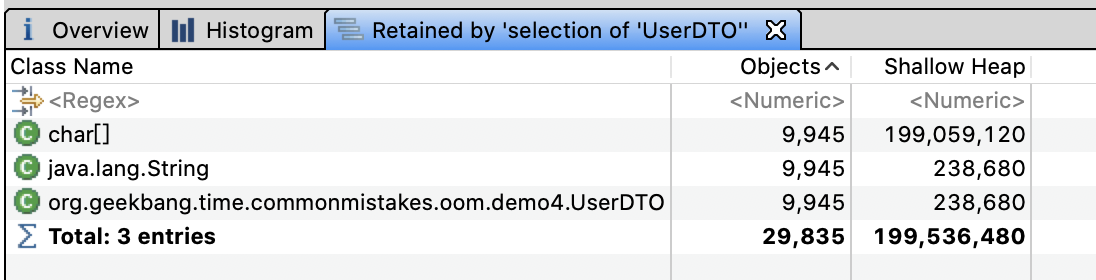 Overview Histogram Retained by 'selection of 'UserDTO''
Class Name Objects Shallow Heap
<Regex> <Numeric> <Numeric>
char[] 9,945 199,059,120
java.lang.String 9,945 238,680
org.geekbang.time.commonmistakes.oom.demo4.UserDTO 9,945 238,680
Total: 3 entries 29,835 199,536,480